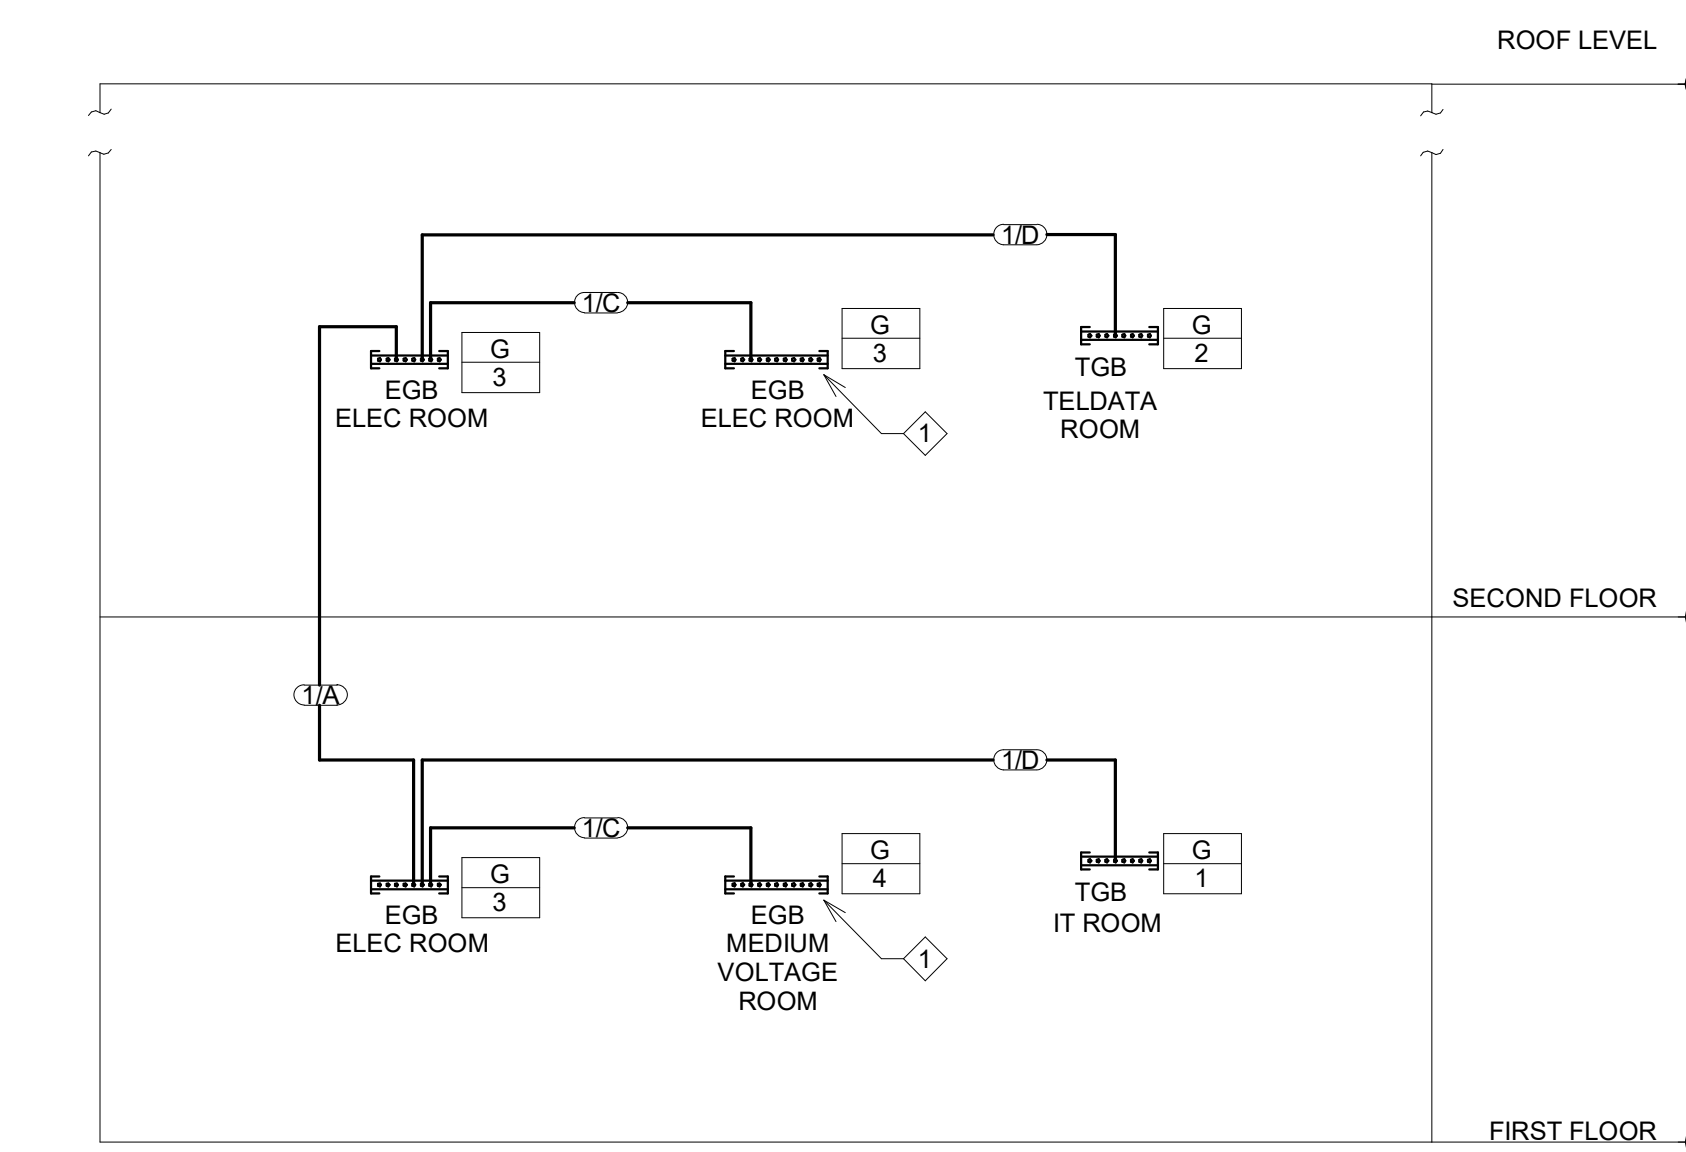 ROOF LEVEL
1/D
1/C
G
3
EGB
ELEC ROOM
G
3
EGB
ELEC ROOM
1
G
2
TGB
TELDATA
ROOM
SECOND FLOOR
1/A
1/D
1/C
G
3
EGB
ELEC ROOM
G
4
EGB
MEDIUM
VOLTAGE
ROOM
1
G
1
TGB
IT ROOM
FIRST FLOOR